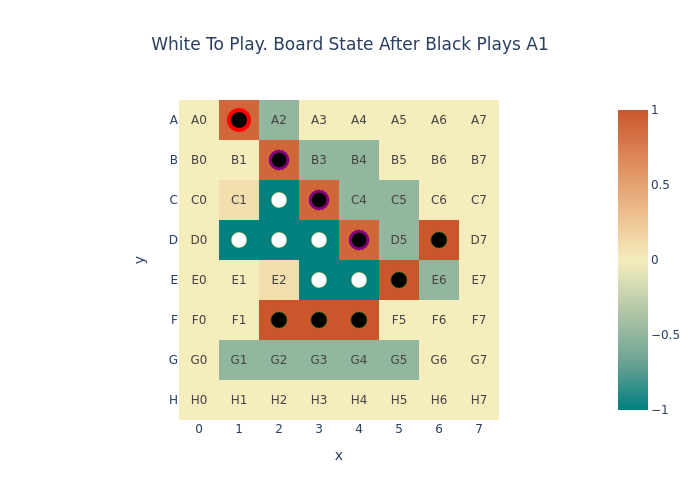 White To Play. Board State After Black Plays A1
A A0 A2 A3 A4 A5 A6 A7 1
B B0 B1 B3 B4 B5 B6 B7
C C0 C1 C4 C5 C6 C7 0.5
D D0 D5 D7
y 0
E E0 E1 E2 E6 E7
F F0 F1 F5 F6 F7 −0.5
G G0 G1 G2 G3 G4 G5 G6 G7
H H0 H1 H2 H3 H4 H5 H6 H7 −1
0 1 2 3 4 5 6 7
x